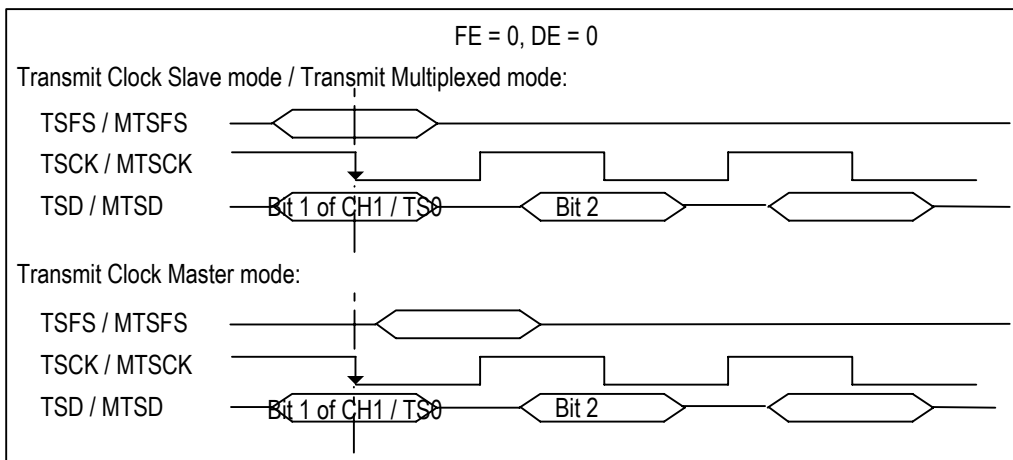 FE = 0, DE = 0
Transmit Clock Slave mode / Transmit Multiplexed mode:
TSFS / MTSFS
TSCK / MTSCK
TSD / MTSD
Bit 1 of CH1 / TS0
Bit 2
Transmit Clock Master mode:
TSFS / MTSFS
TSCK / MTSCK
TSD / MTSD
Bit 1 of CH1 / TS0
Bit 2